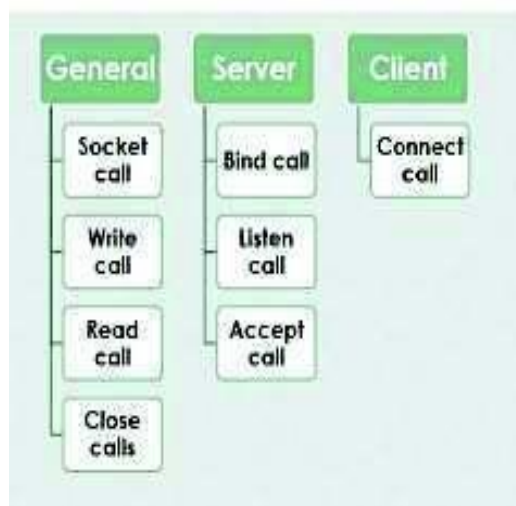 General
Socket
call
Write
call
Read
call
Close
calls
Server
Bind call
Listen
call
Accept
call
Client
Connect
call